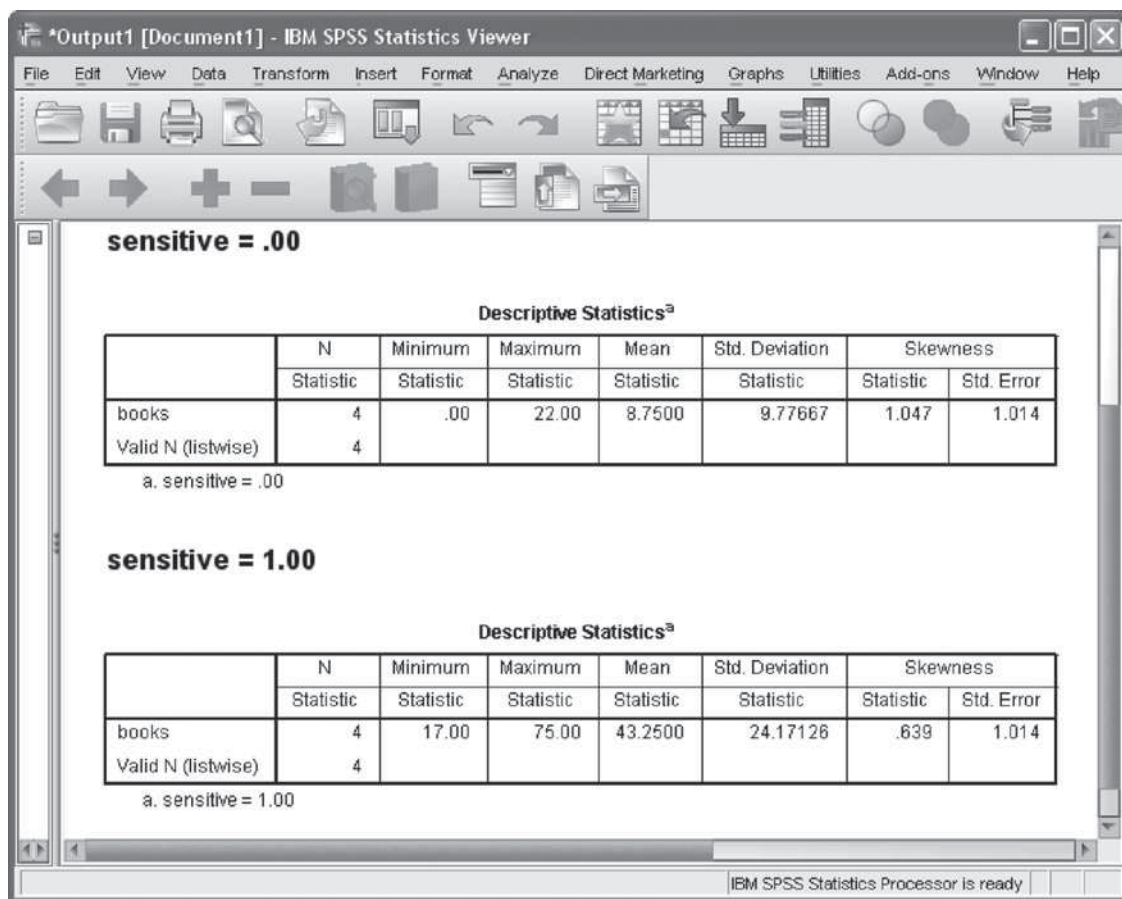 *Output1 [Document1] - IBM SPSS Statistics Viewer
File Edit View Data Transform Insert Format Analyze Direct Marketing Graphs Utilities Add-ons Window Help
sensitive = .00
Descriptive Statisticsa
N Minimum Maximum Mean Std. Deviation Skewness
Statistic Statistic Statistic Statistic Statistic Statistic Std. Error
books 4 .00 22.00 8.7500 9.77667 1.047 1.014
Valid N (listwise) 4
a. sensitive = .00
sensitive = 1.00
Descriptive Statisticsa
N Minimum Maximum Mean Std. Deviation Skewness
Statistic Statistic Statistic Statistic Statistic Statistic Std. Error
books 4 17.00 75.00 43.2500 24.17126 .639 1.014
Valid N (listwise) 4
a. sensitive = 1.00
IBM SPSS Statistics Processor is ready